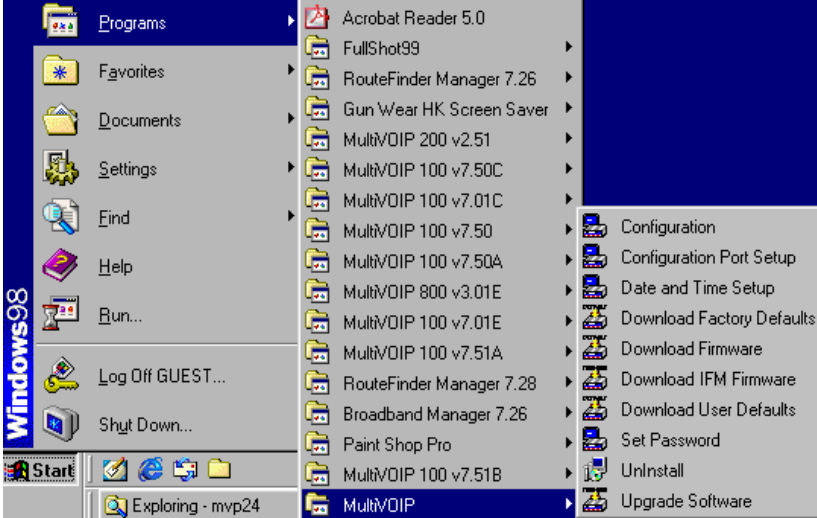 Programs
Favorites
Documents
Settings
Find
Help
Run...
Log Off GUEST...
Shut Down...
Windows98
Start
Exploring - mvp24
Acrobat Reader 5.0
FullShot99
RouteFinder Manager 7.26
Gun Wear HK Screen Saver
MultiVOIP 200 v2.51
MultiVOIP 100 v7.50C
MultiVOIP 100 v7.01C
MultiVOIP 100 v7.50
MultiVOIP 100 v7.50A
MultiVOIP 800 v3.01E
MultiVOIP 100 v7.01E
MultiVOIP 100 v7.51A
RouteFinder Manager 7.28
Broadband Manager 7.26
Paint Shop Pro
MultiVOIP 100 v7.51B
MultiVOIP
Configuration
Configuration Port Setup
Date and Time Setup
Download Factory Defaults
Download Firmware
Download IFM Firmware
Download User Defaults
Set Password
UnInstall
Upgrade Software